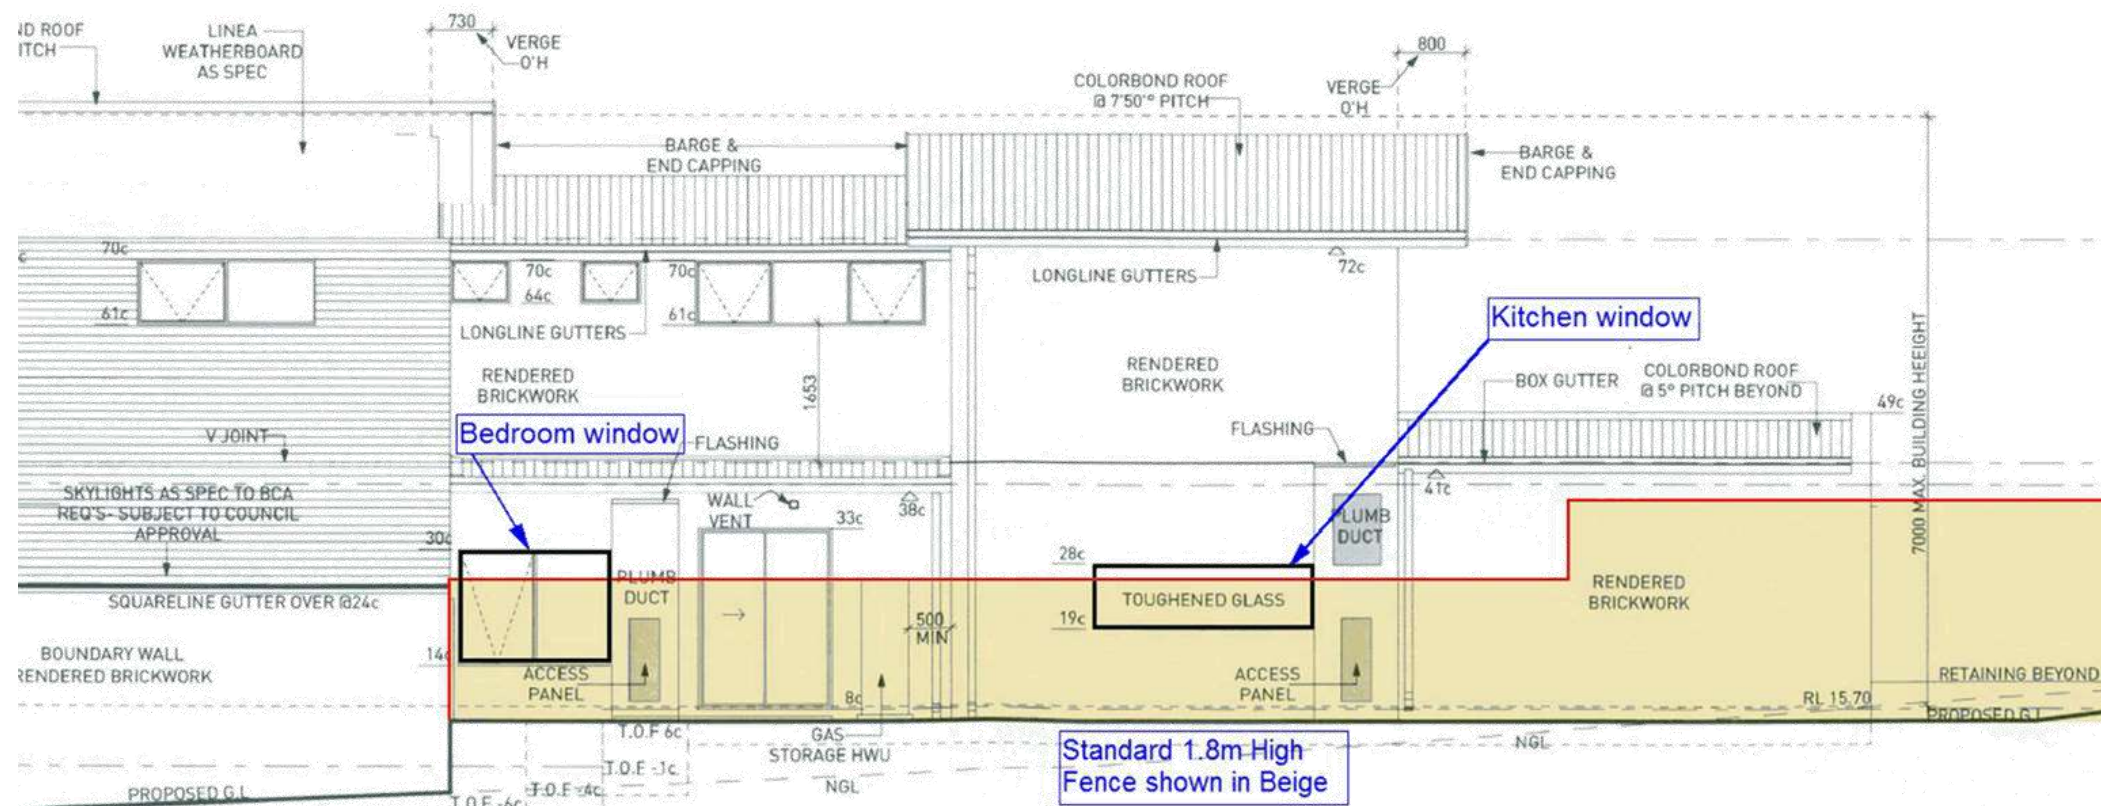 ND ROOF
ITCH
LINEA
WEATHERBOARD
AS SPEC
730
VERGE
O'H
COLORBOND ROOF
@ 7'50'° PITCH
VERGE
O'H
800
BARGE &
END CAPPING
BARGE &
END CAPPING
70c
61c
70c
64c
70c
61c
LONGLINE GUTTERS
LONGLINE GUTTERS
72c
Kitchen window
RENDERED
BRICKWORK
1653
RENDERED
BRICKWORK
BOX GUTTER
COLORBOND ROOF
@ 5° PITCH BEYOND
49c
7000 MAX. BUILDING HEEIGHT
V JOINT
Bedroom window
FLASHING
FLASHING
SKYLIGHTS AS SPEC TO BCA
REQ'S- SUBJECT TO COUNCIL
APPROVAL
WALL
VENT
33c
38c
41c
30c
PLUMB
DUCT
PLUMB
DUCT
28c
19c
TOUGHENED GLASS
RENDERED
BRICKWORK
SQUARELINE GUTTER OVER @24c
500
MIN
BOUNDARY WALL
RENDERED BRICKWORK
14c
ACCESS
PANEL
8c
ACCESS
PANEL
RETAINING BEYOND
RL 15.70
PROPOSED G.L
T.O.F 6c
GAS
STORAGE HWU
Standard 1.8m High
Fence shown in Beige
NGL
T.O.F -1c
NGL
T.O.F -4c
PROPOSED G.L
T.O.F -6c